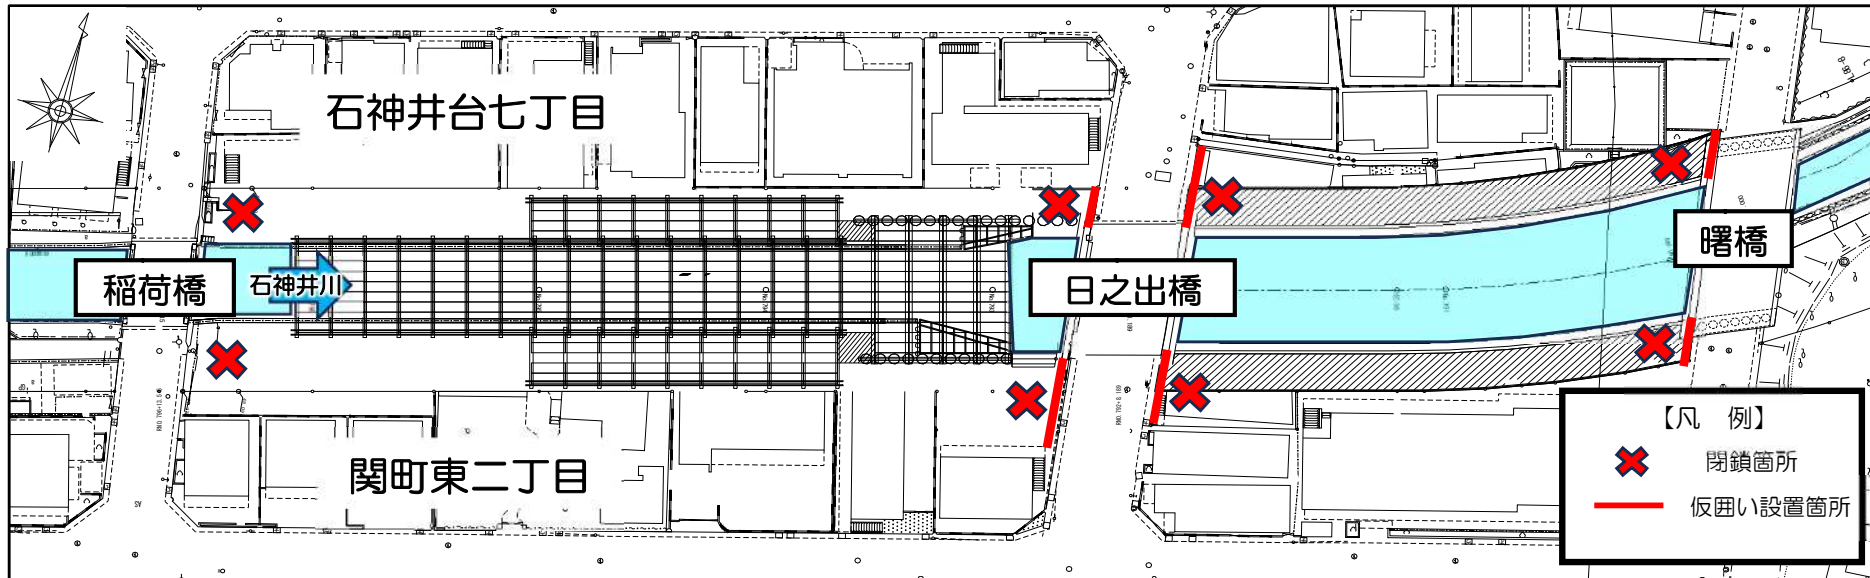 石神井台七丁目
稲荷橋
石神井川
日之出橋
曙橋
関町東二丁目
【凡 例】
閉鎖箇所
仮囲い設置箇所